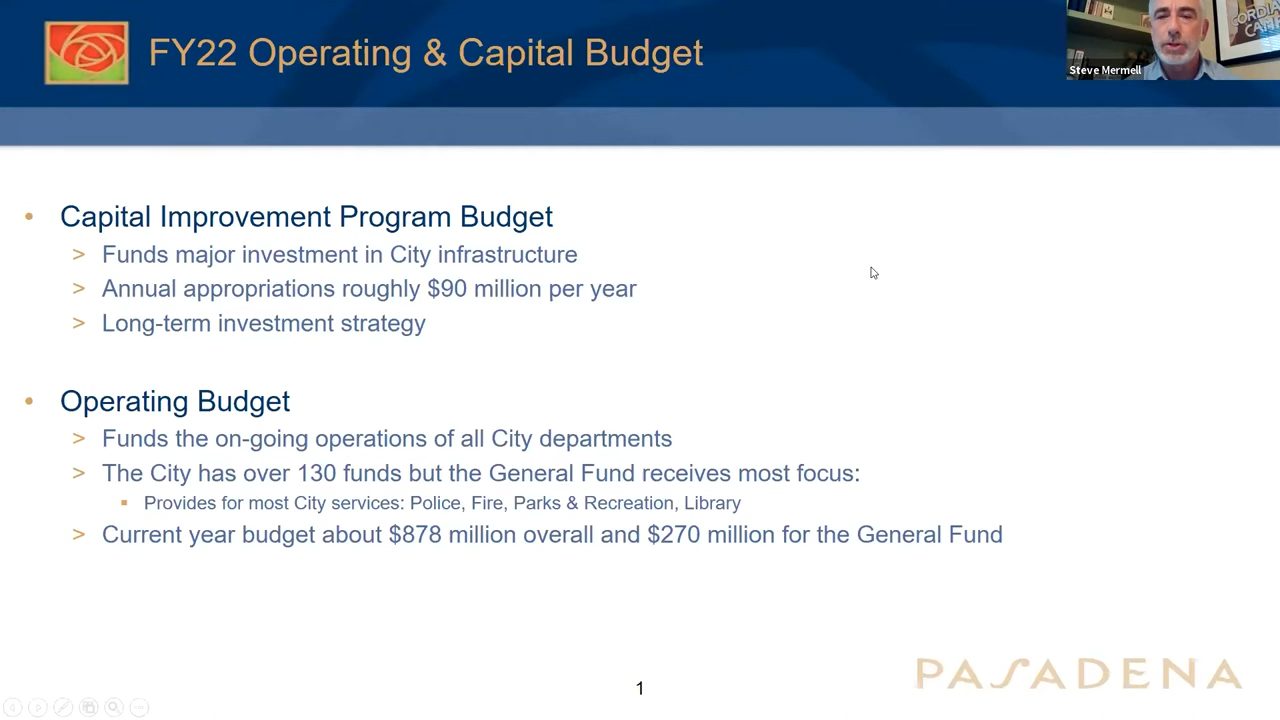 FY22 Operating & Capital Budget
Steve Mermell
• Capital Improvement Program Budget
> Funds major investment in City infrastructure
> Annual appropriations roughly $90 million per year
> Long-term investment strategy
• Operating Budget
> Funds the on-going operations of all City departments
> The City has over 130 funds but the General Fund receives most focus:
▪ Provides for most City services: Police, Fire, Parks & Recreation, Library
> Current year budget about $878 million overall and $270 million for the General Fund
PASADENA
1